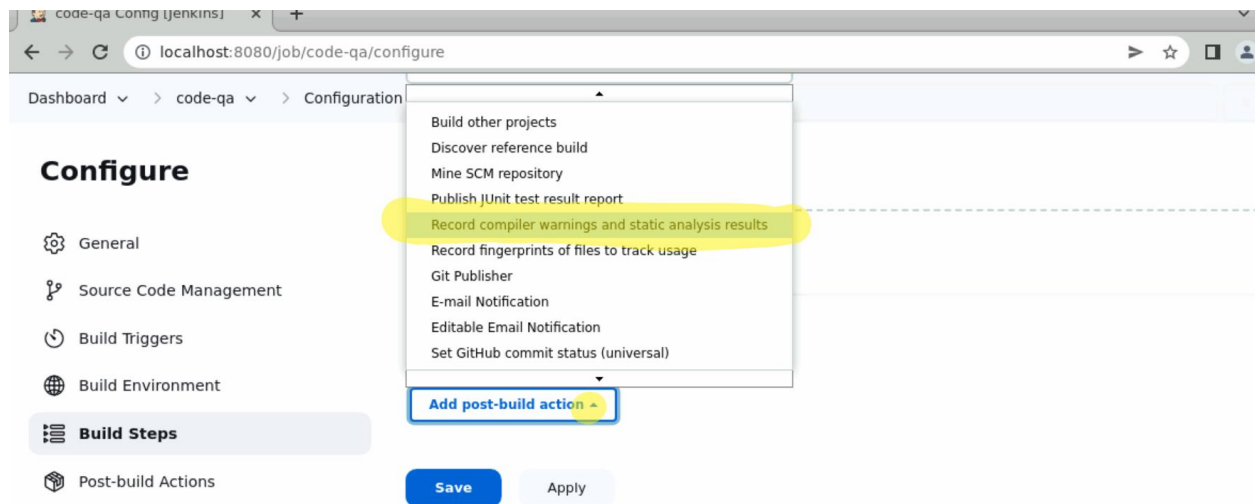 code-qa Config [Jenkins]
localhost:8080/job/code-qa/configure
Dashboard > code-qa > Configuration
Configure
General
Source Code Management
Build Triggers
Build Environment
Build Steps
Post-build Actions
Build other projects
Discover reference build
Mine SCM repository
Publish JUnit test result report
Record compiler warnings and static analysis results
Record fingerprints of files to track usage
Git Publisher
E-mail Notification
Editable Email Notification
Set GitHub commit status (universal)
Add post-build action
Save
Apply